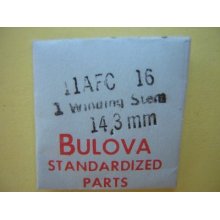 11AFC 16
1 Winding Stem
14,3 mm
BULOVA
STANDARDIZED
PARTS